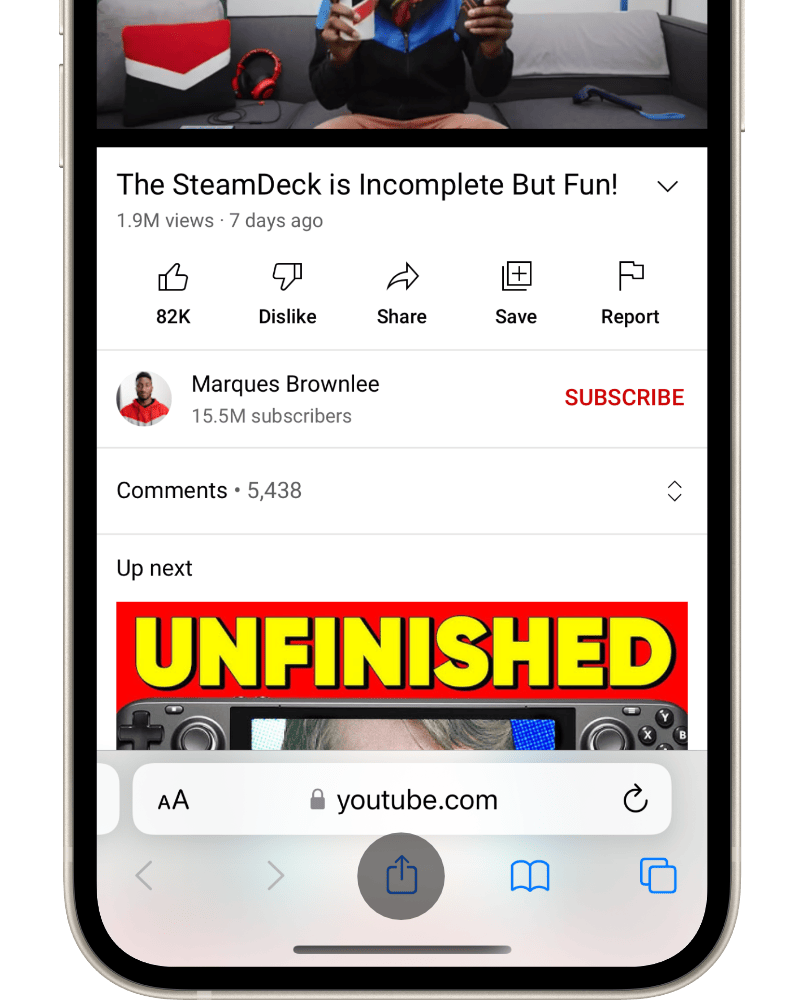 The SteamDeck is Incomplete But Fun!
1.9M views · 7 days ago
82K Dislike Share Save Report
Marques Brownlee
15.5M subscribers
SUBSCRIBE
Comments • 5,438
Up next
UNFINISHED
Y
X B
AA youtube.com